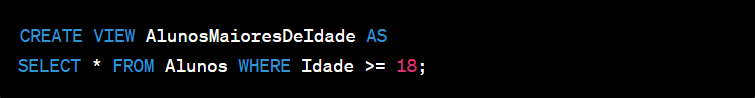 CREATE VIEW AlunosMaioresDeIdade AS
SELECT * FROM Alunos WHERE Idade >= 18;